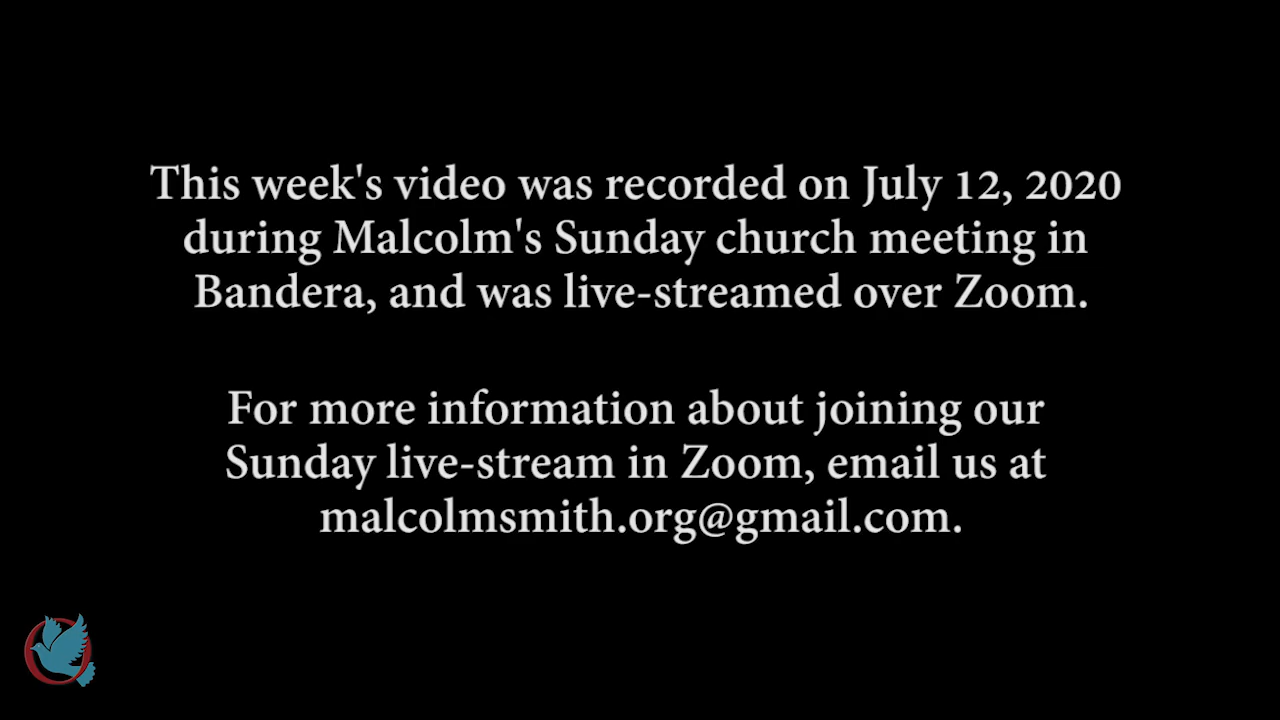 This week's video was recorded on July 12, 2020
during Malcolm's Sunday church meeting in
Bandera, and was live-streamed over Zoom.
For more information about joining our
Sunday live-stream in Zoom, email us at
malcolmsmith.org@gmail.com.